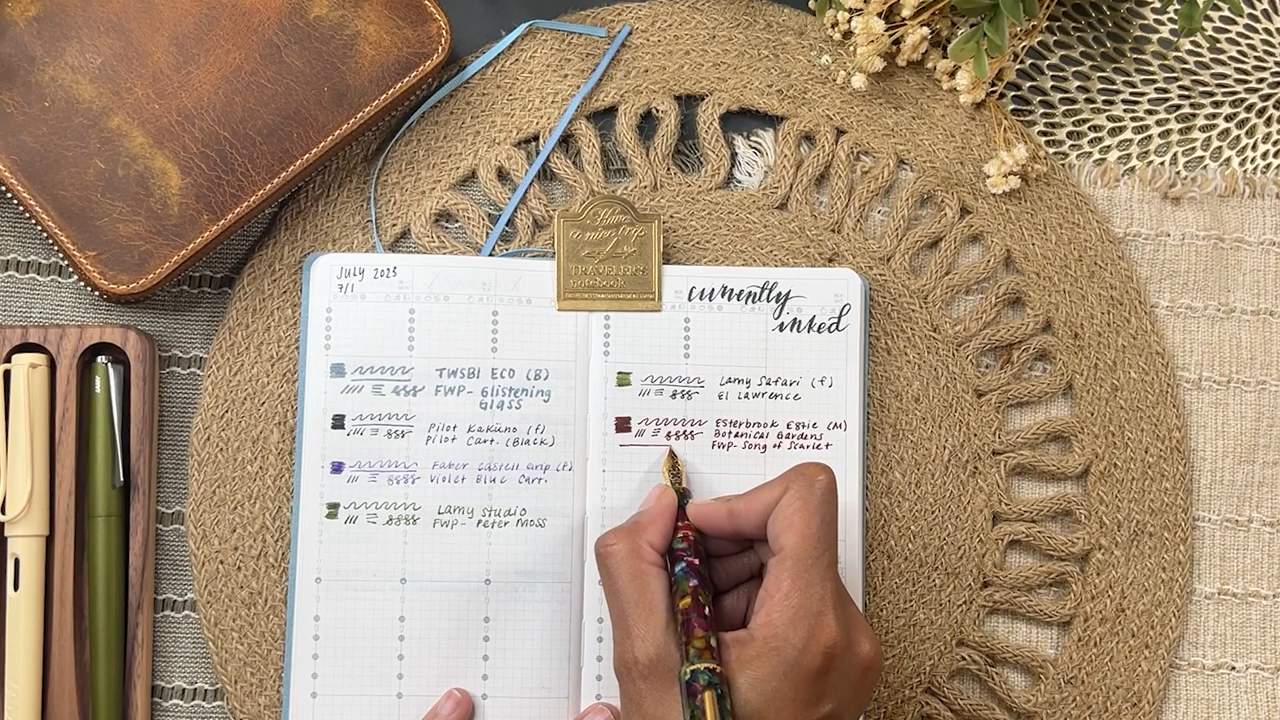 JULY 2023
7/1
TWSBI ECO (B)
FWP- Glistening
Glass
Pilot Kakuno (f)
Pilot Cart. (Black)
Faber Castell Grip (f)
Violet Blue Cart.
Lamy Studio
FWP- Peter Moss
Have
a nice trip
TRAVELER'S
notebook
currently
inked
Lamy Safari (f)
El Lawrence
Esterbrook Estie (M)
Botanical Gardens
FWP- Song of Scarlet
LAMY